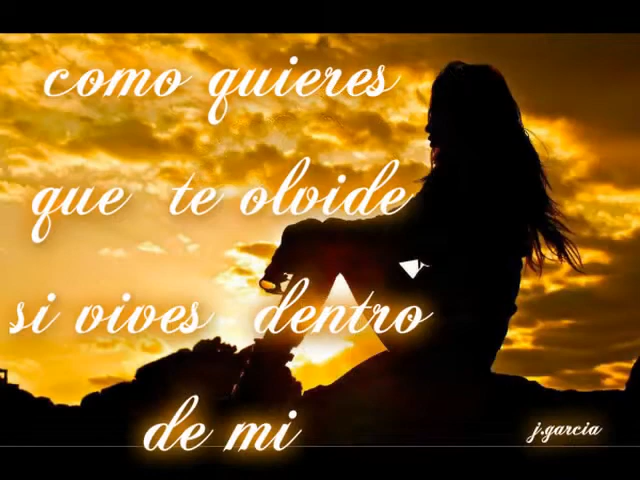 como quieres
que te olvide
si vives dentro
de mi
j.garcia